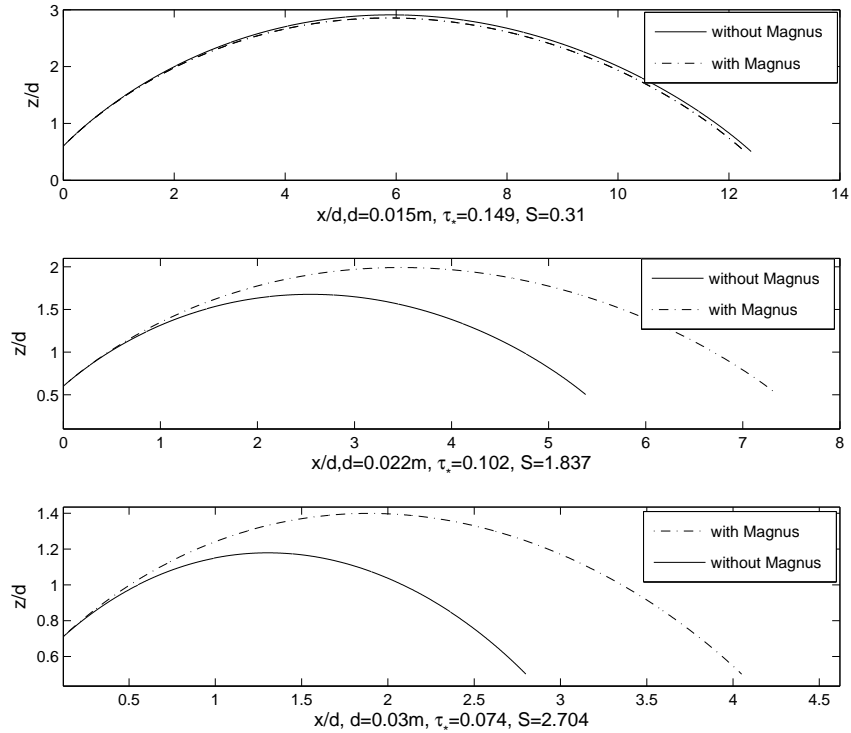 3
2
1
0
z/d
without Magnus
with Magnus
0 2 4 6 8 10 12 14
x/d,d=0.015m, τ*=0.149, S=0.31
2
1.5
1
0.5
z/d
without Magnus
with Magnus
0 1 2 3 4 5 6 7 8
x/d,d=0.022m, τ*=0.102, S=1.837
1.4
1.2
1
0.8
0.6
z/d
with Magnus
without Magnus
0.5 1 1.5 2 2.5 3 3.5 4 4.5
x/d, d=0.03m, τ*=0.074, S=2.704